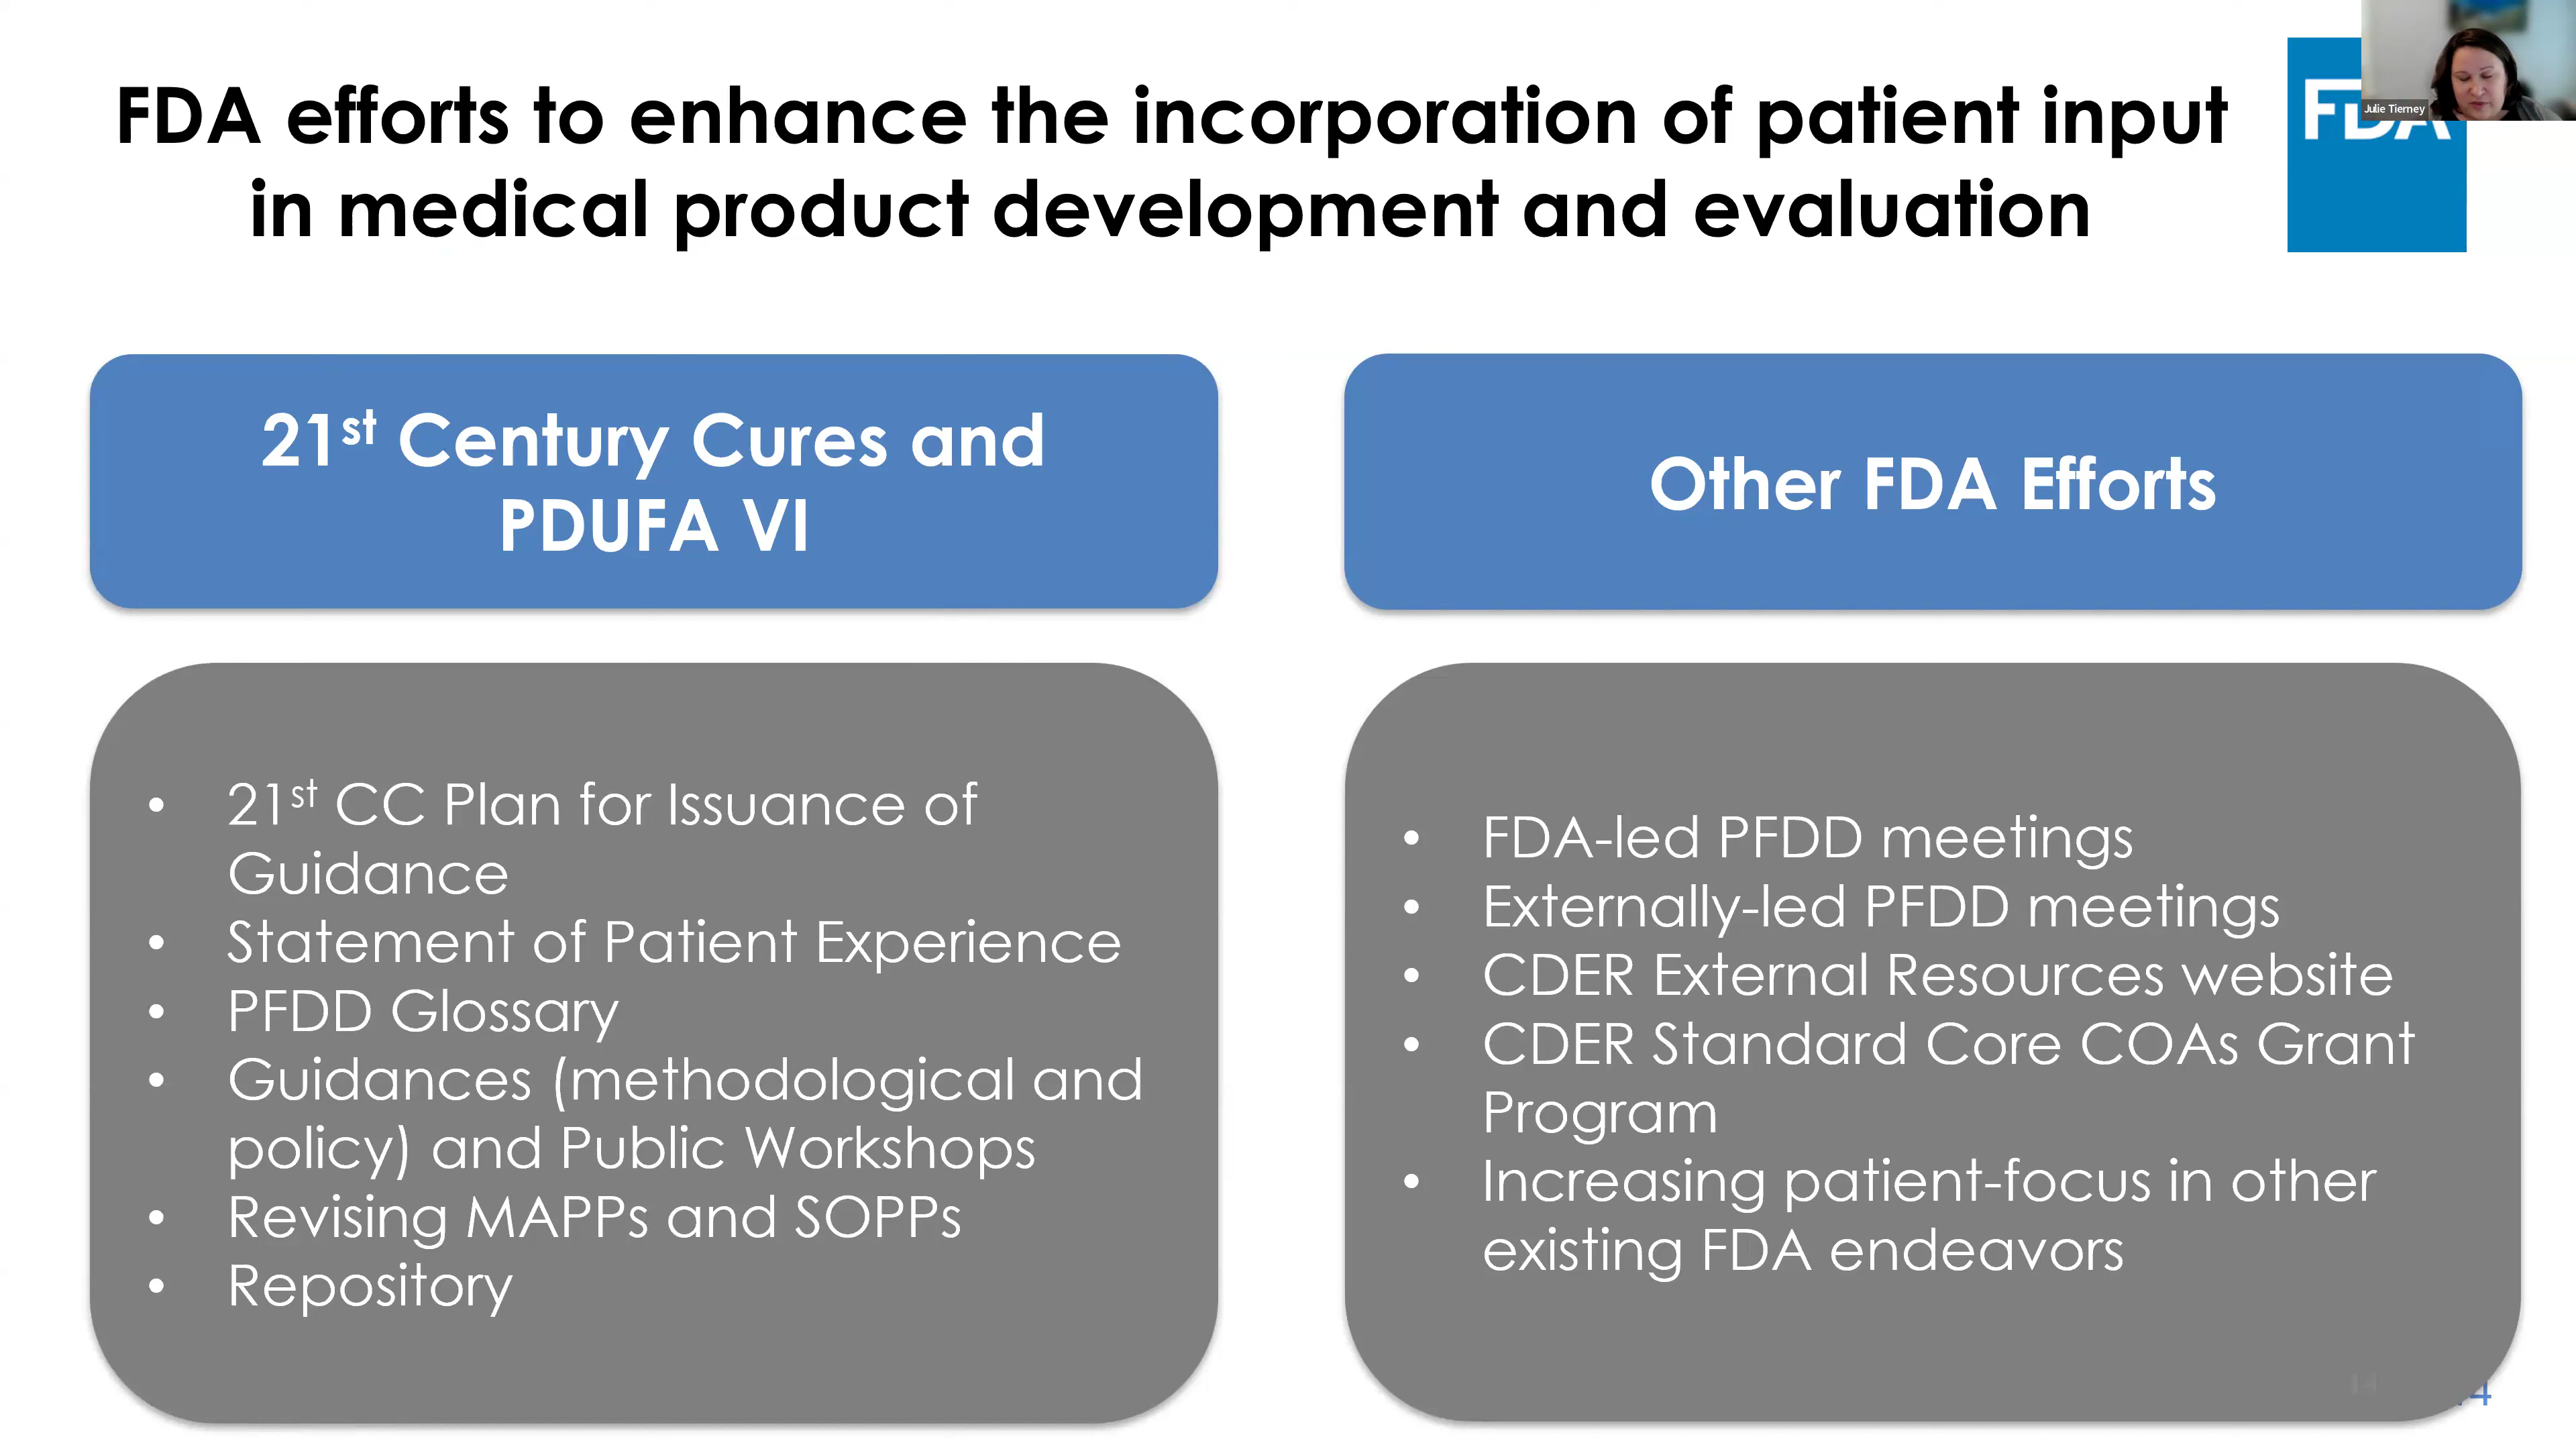 FDA efforts to enhance the incorporation of patient input
in medical product development and evaluation
FDA
Julie Tierney
21st Century Cures and
PDUFA VI
Other FDA Efforts
• 21st CC Plan for Issuance of
Guidance
• Statement of Patient Experience
• PFDD Glossary
• Guidances (methodological and
policy) and Public Workshops
• Revising MAPPs and SOPPs
• Repository
• FDA-led PFDD meetings
• Externally-led PFDD meetings
• CDER External Resources website
• CDER Standard Core COAs Grant
Program
• Increasing patient-focus in other
existing FDA endeavors